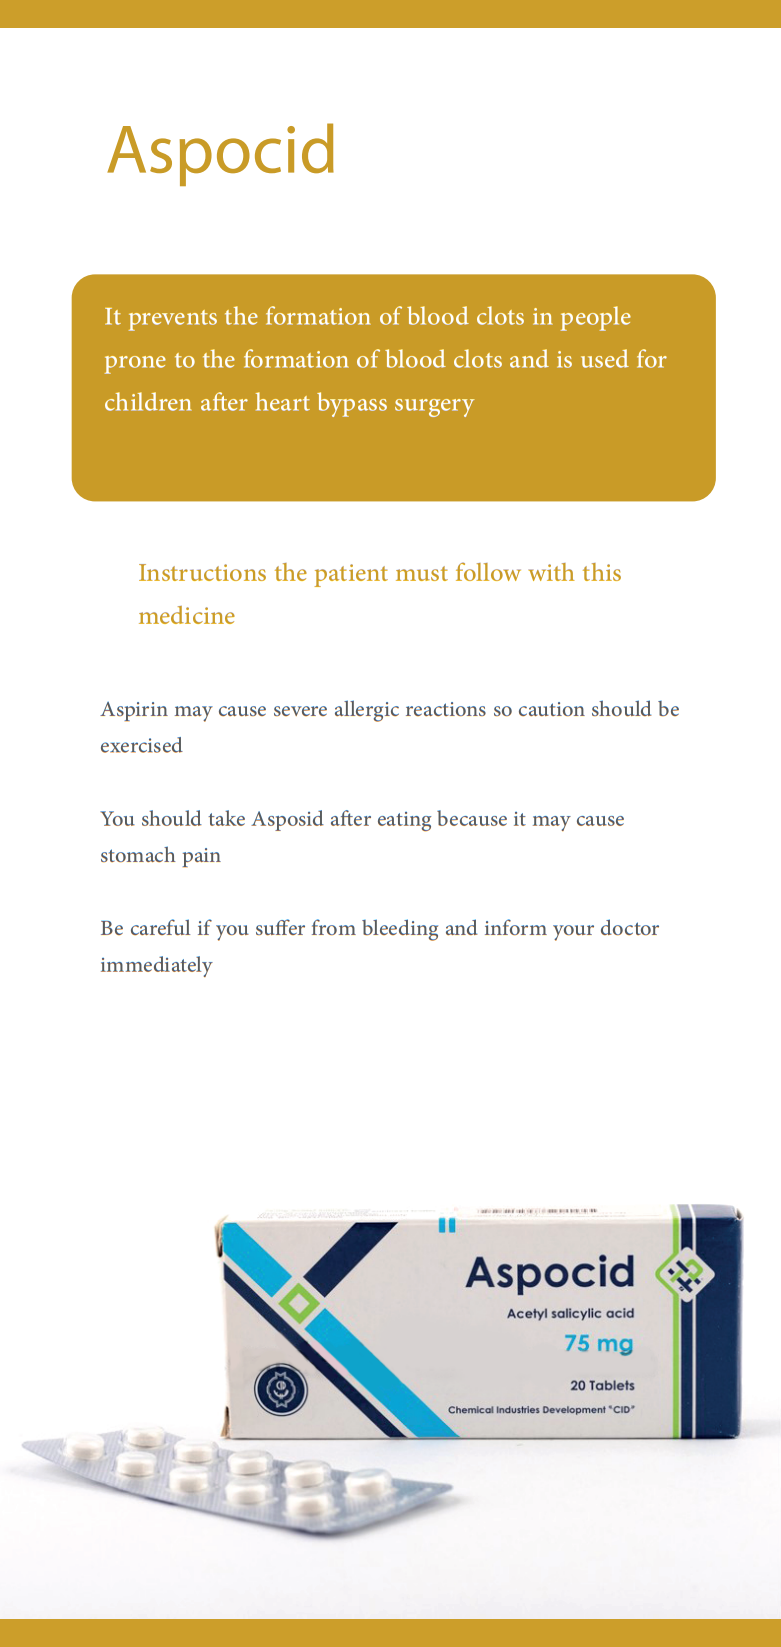 Aspocid
It prevents the formation of blood clots in people
prone to the formation of blood clots and is used for
children after heart bypass surgery
Instructions the patient must follow with this
medicine
Aspirin may cause severe allergic reactions so caution should be
exercised
You should take Asposid after eating because it may cause
stomach pain
Be careful if you suffer from bleeding and inform your doctor
immediately
Aspocid
Acetyl salicylic acid
75 mg
20 Tablets
Chemical Industries Development "CID"